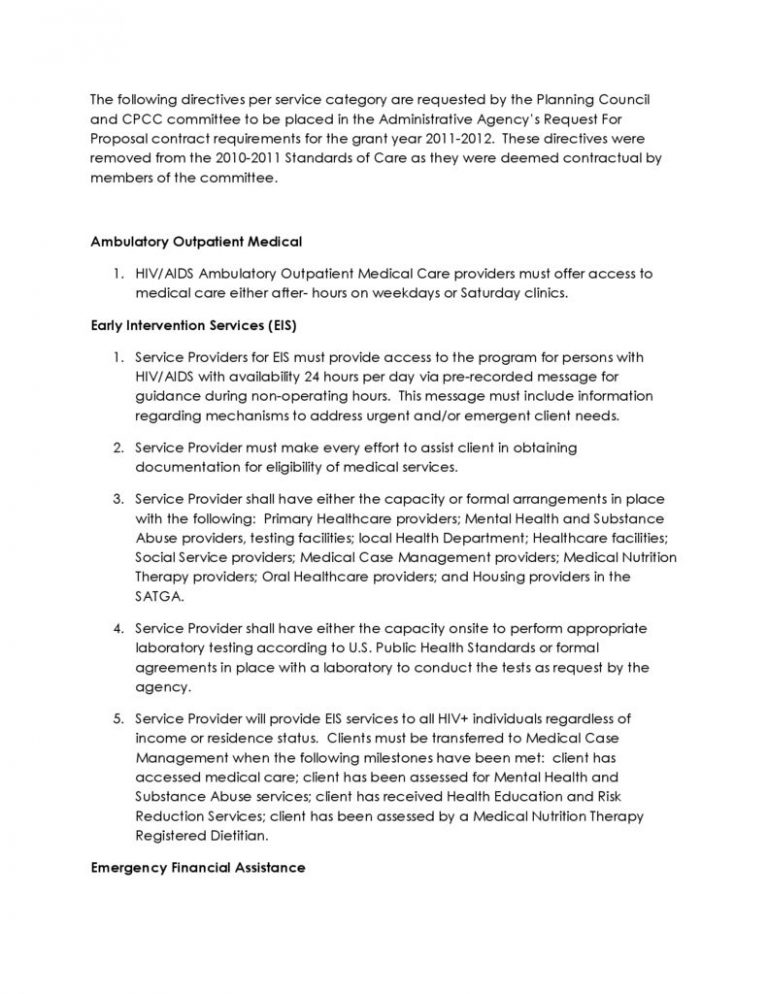 The following directives per service category are requested by the Planning Council
and CPCC committee to be placed in the Administrative Agency's Request For
Proposal contract requirements for the grant year 2011-2012. These directives were
removed from the 2010-2011 Standards of Care as they were deemed contractual by
members of the committee.
Ambulatory Outpatient Medical
1. HIV/AIDS Ambulatory Outpatient Medical Care providers must offer access to
medical care either after- hours on weekdays or Saturday clinics.
Early Intervention Services (EIS)
1. Service Providers for EIS must provide access to the program for persons with
HIV/AIDS with availability 24 hours per day via pre-recorded message for
guidance during non-operating hours. This message must include information
regarding mechanisms to address urgent and/or emergent client needs.
2. Service Provider must make every effort to assist client in obtaining
documentation for eligibility of medical services.
3. Service Provider shall have either the capacity or formal arrangements in place
with the following: Primary Healthcare providers; Mental Health and Substance
Abuse providers, testing facilities; local Health Department; Healthcare facilities;
Social Service providers; Medical Case Management providers; Medical Nutrition
Therapy providers; Oral Healthcare providers; and Housing providers in the
SATGA.
4. Service Provider shall have either the capacity onsite to perform appropriate
laboratory testing according to U.S. Public Health Standards or formal
agreements in place with a laboratory to conduct the tests as request by the
agency.
5. Service Provider will provide EIS services to all HIV+ individuals regardless of
income or residence status. Clients must be transferred to Medical Case
Management when the following milestones have been met: client has
accessed medical care; client has been assessed for Mental Health and
Substance Abuse services; client has received Health Education and Risk
Reduction Services; client has been assessed by a Medical Nutrition Therapy
Registered Dietitian.
Emergency Financial Assistance